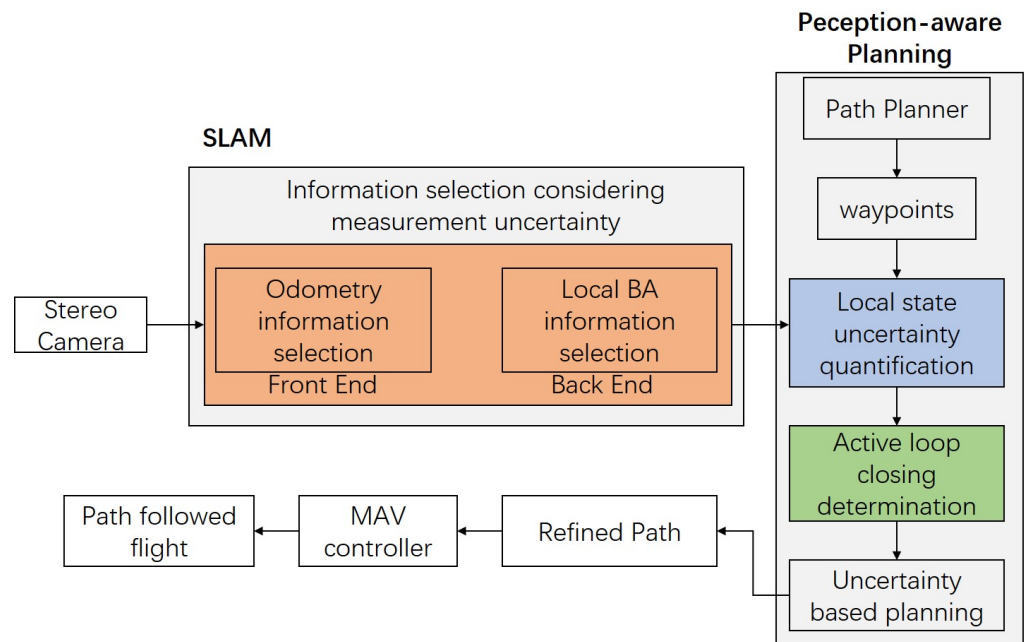 Peception-aware
Planning
Path Planner
SLAM
Information selection considering
measurement uncertainty
waypoints
Odometry
information
selection
Front End
Local BA
information
selection
Back End
Stereo
Camera
Local state
uncertainty
quantification
Active loop
closing
determination
Path followed
flight
MAV
controller
Refined Path
Uncertainty
based planning